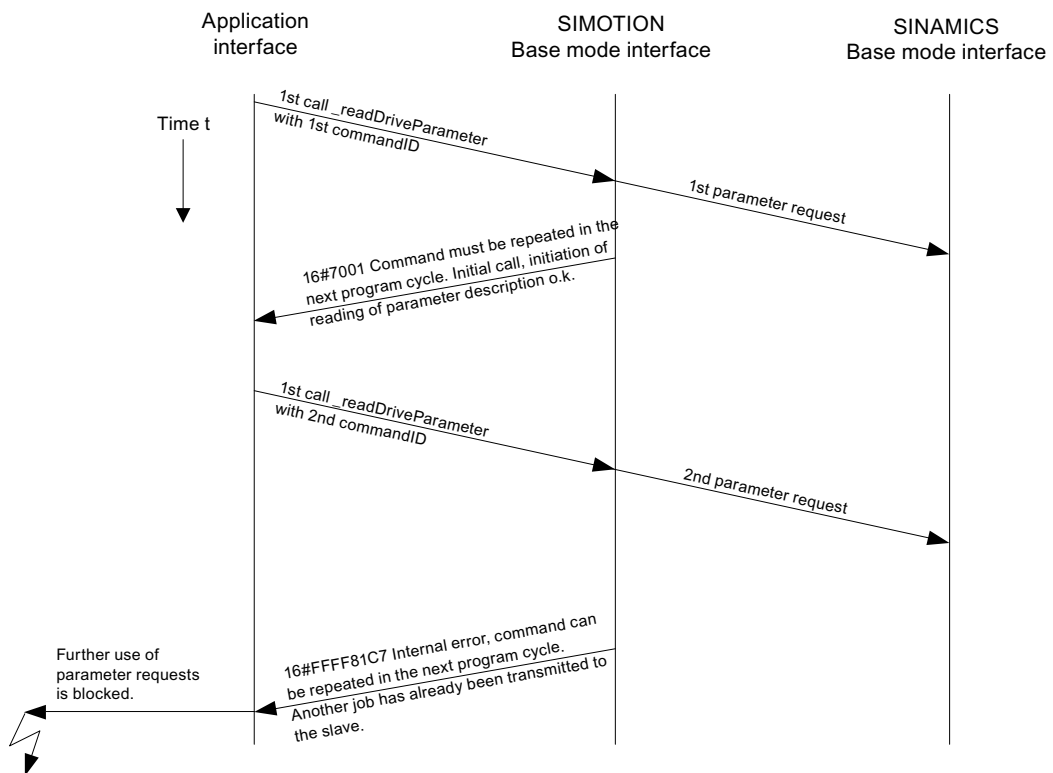 Application
interface
SIMOTION
Base mode interface
SINAMICS
Base mode interface
Time t
1st call _readDriveParameter
with 1st commandID
1st parameter request
16#7001 Command must be repeated in the
next program cycle. Initial call, initiation of
reading of parameter description o.k.
1st call _readDriveParameter
with 2nd commandID
2nd parameter request
16#FFFF81C7 Internal error, command can
be repeated in the next program cycle.
Another job has already been transmitted to
the slave.
Further use of
parameter requests
is blocked.